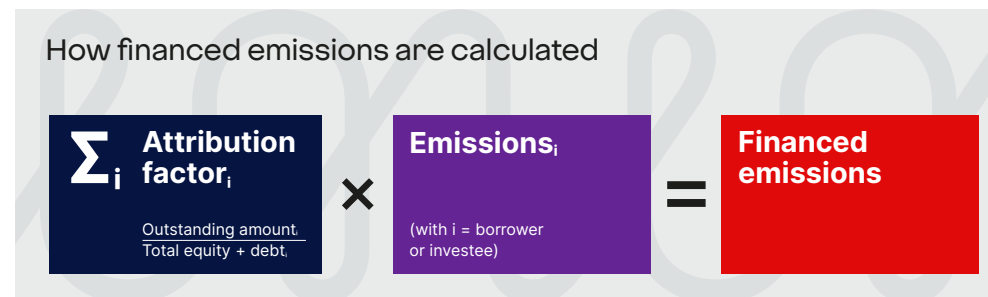 How financed emissions are calculated
Σi Attribution
factori
Outstanding amounti
Total equity + debti
×
Emissionsi
(with i = borrower
or investee)
=
Financed
emissions